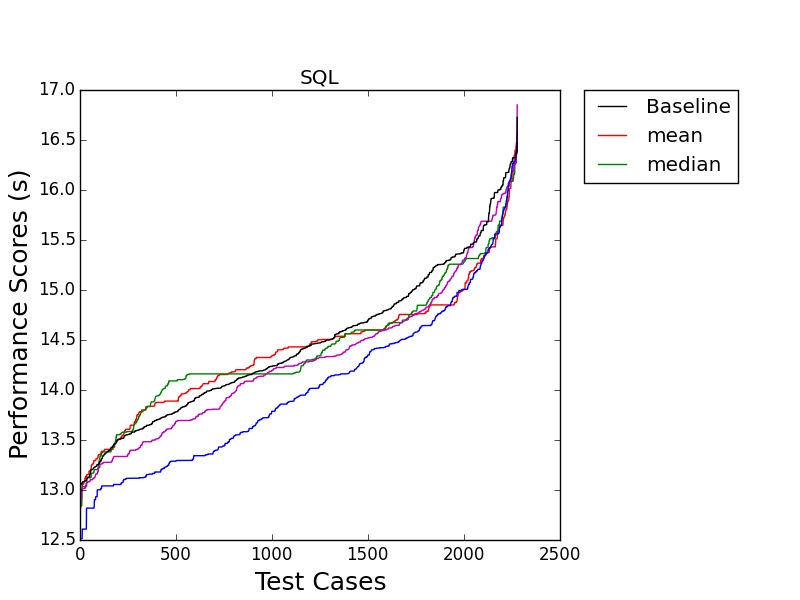 SQL
17.0
16.5
16.0
15.5
15.0
14.5
14.0
13.5
13.0
12.5
0 500 1000 1500 2000 2500
Performance Scores (s)
Test Cases
Baseline
mean
median